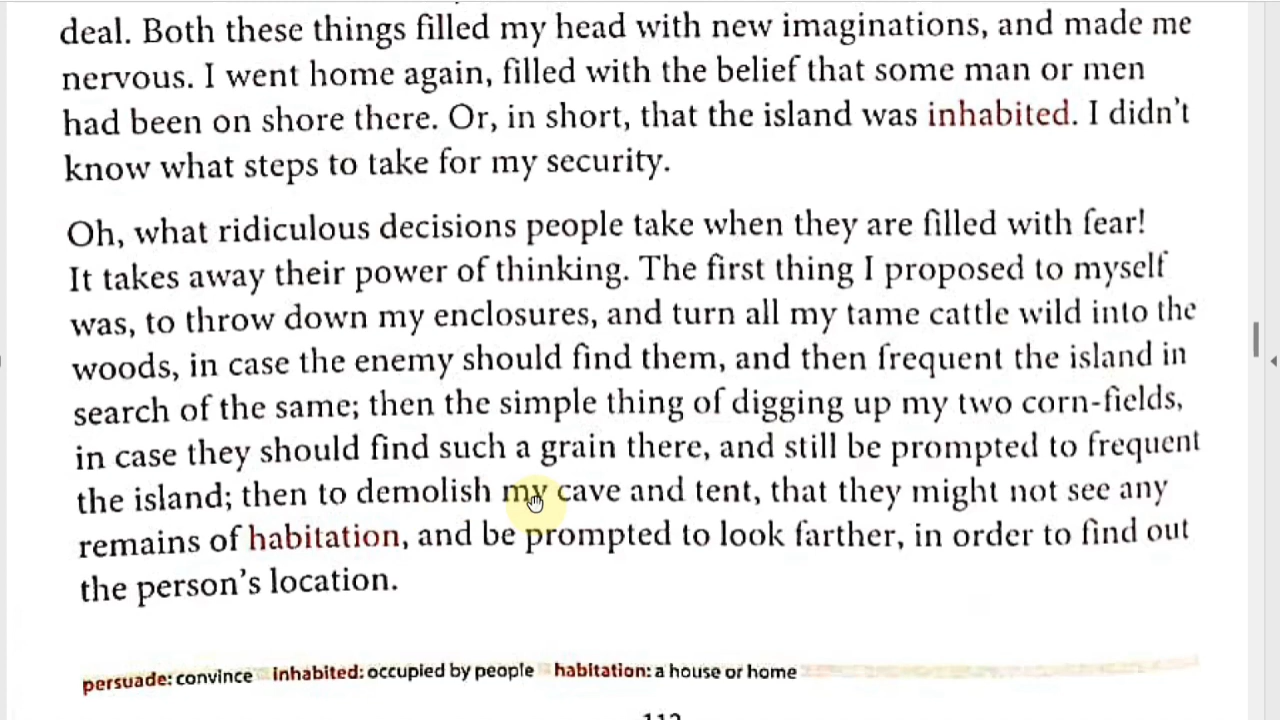 deal. Both these things filled my head with new imaginations, and made me
nervous. I went home again, filled with the belief that some man or men
had been on shore there. Or, in short, that the island was inhabited. I didn't
know what steps to take for my security.
Oh, what ridiculous decisions people take when they are filled with fear!
It takes away their power of thinking. The first thing I proposed to myself
was, to throw down my enclosures, and turn all my tame cattle wild into the
woods, in case the enemy should find them, and then frequent the island in
search of the same; then the simple thing of digging up my two corn-fields,
in case they should find such a grain there, and still be prompted to frequent
the island; then to demolish my cave and tent, that they might not see any
remains of habitation, and be prompted to look farther, in order to find out
the person's location.
persuade: convince inhabited: occupied by people habitation: a house or home